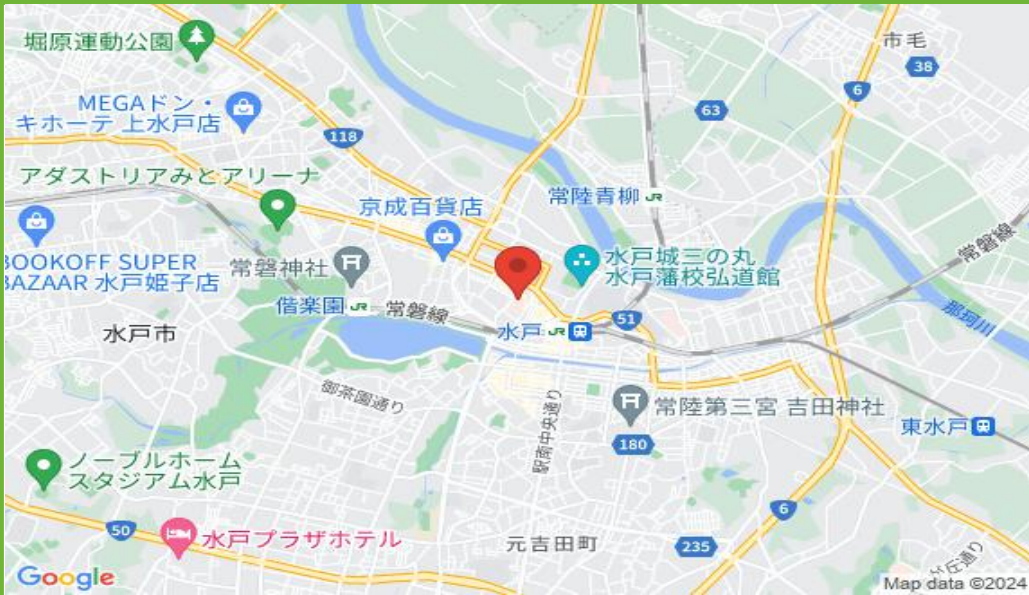 堀原運動公園
市毛
38
6
MEGAドン・
キホーテ 上水戸店
63
118
アダストリアみとアリーナ
常陸青柳 JR
京成百貨店
水戸城三の丸
水戸藩校弘道館
BOOKOFF SUPER
BAZAAR 水戸姫子店
常磐神社
常磐線
偕楽園 JR
常磐線
那珂川
51
水戸市
水戸 JR
御茶園通り
常陸第三宮 吉田神社
駅南中央通り
東水戸
180
ノーブルホーム
スタジアム水戸
6
50
水戸プラザホテル
元吉田町
235
が丘通り
Google
Map data ©2024